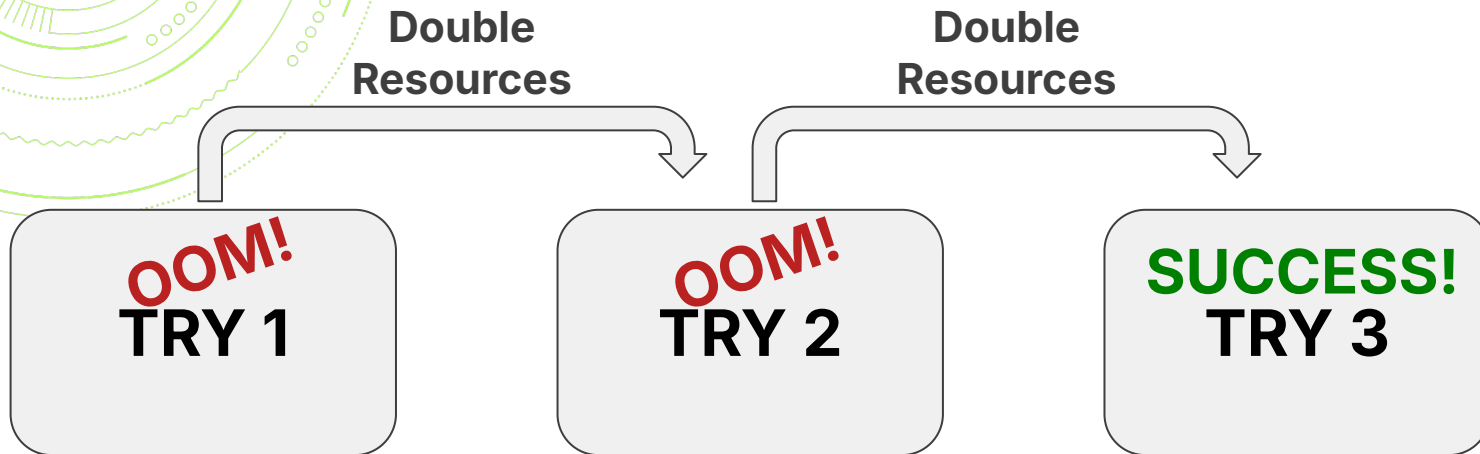 Double
Resources
Double
Resources
OOM!
TRY 1
OOM!
TRY 2
SUCCESS!
TRY 3